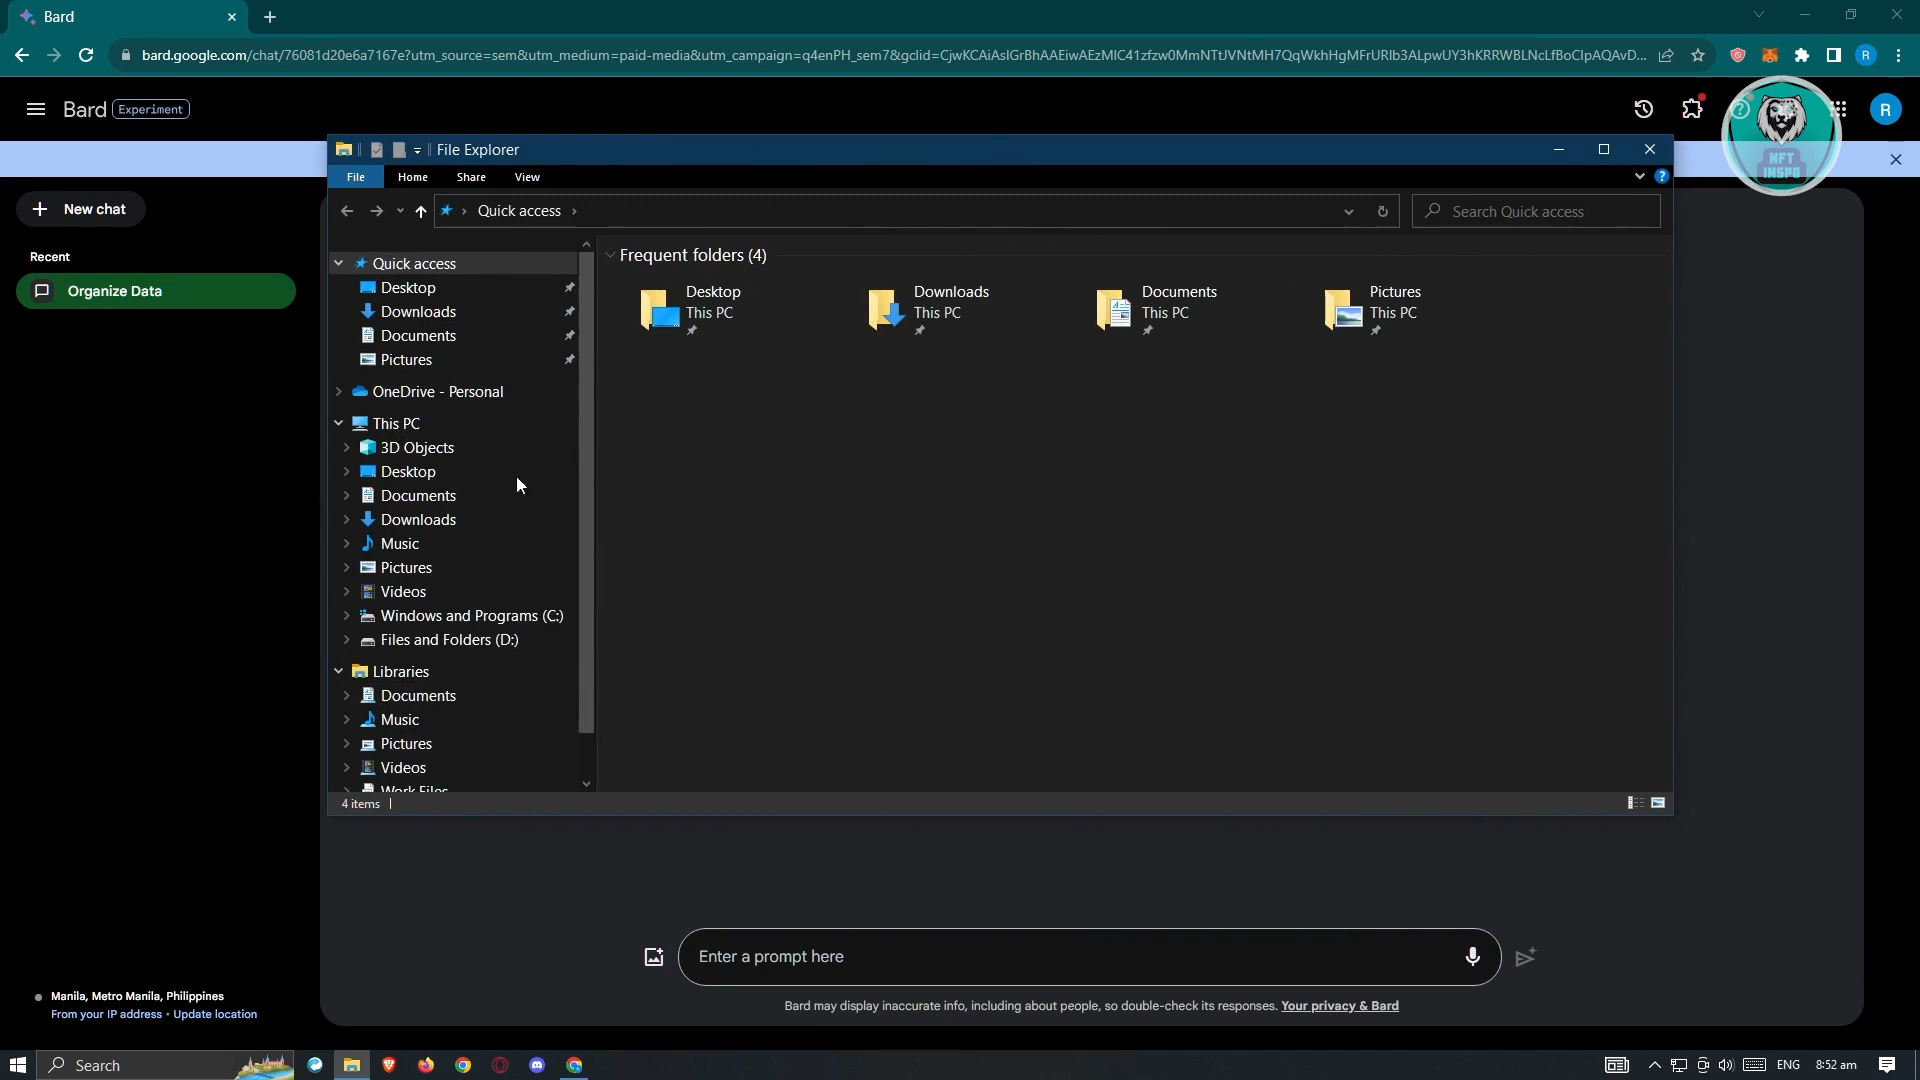 Bard
bard.google.com/chat/76081d20e6a7167e?utm_source=sem&utm_medium=paid-media&utm_campaign=q4enPH_sem7&gclid=
Bard Experiment
R
NFT
INSPO
File Explorer
File Home Share View
Quick access
Search Quick access
New chat
Recent
Organize Data
Quick access
Desktop
Downloads
Documents
Pictures
OneDrive - Personal
This PC
3D Objects
Desktop
Documents
Downloads
Music
Pictures
Videos
Windows and Programs (C:)
Files and Folders (D:)
Libraries
Documents
Music
Pictures
Videos
Work Files
4 items
Frequent folders (4)
Desktop
This PC
Downloads
This PC
Documents
This PC
Pictures
This PC
Enter a prompt here
Bard may display inaccurate info, including about people, so double-check its responses. Your privacy & Bard
Manila, Metro Manila, Philippines
From your IP address • Update location
Search
ENG 8:52 am